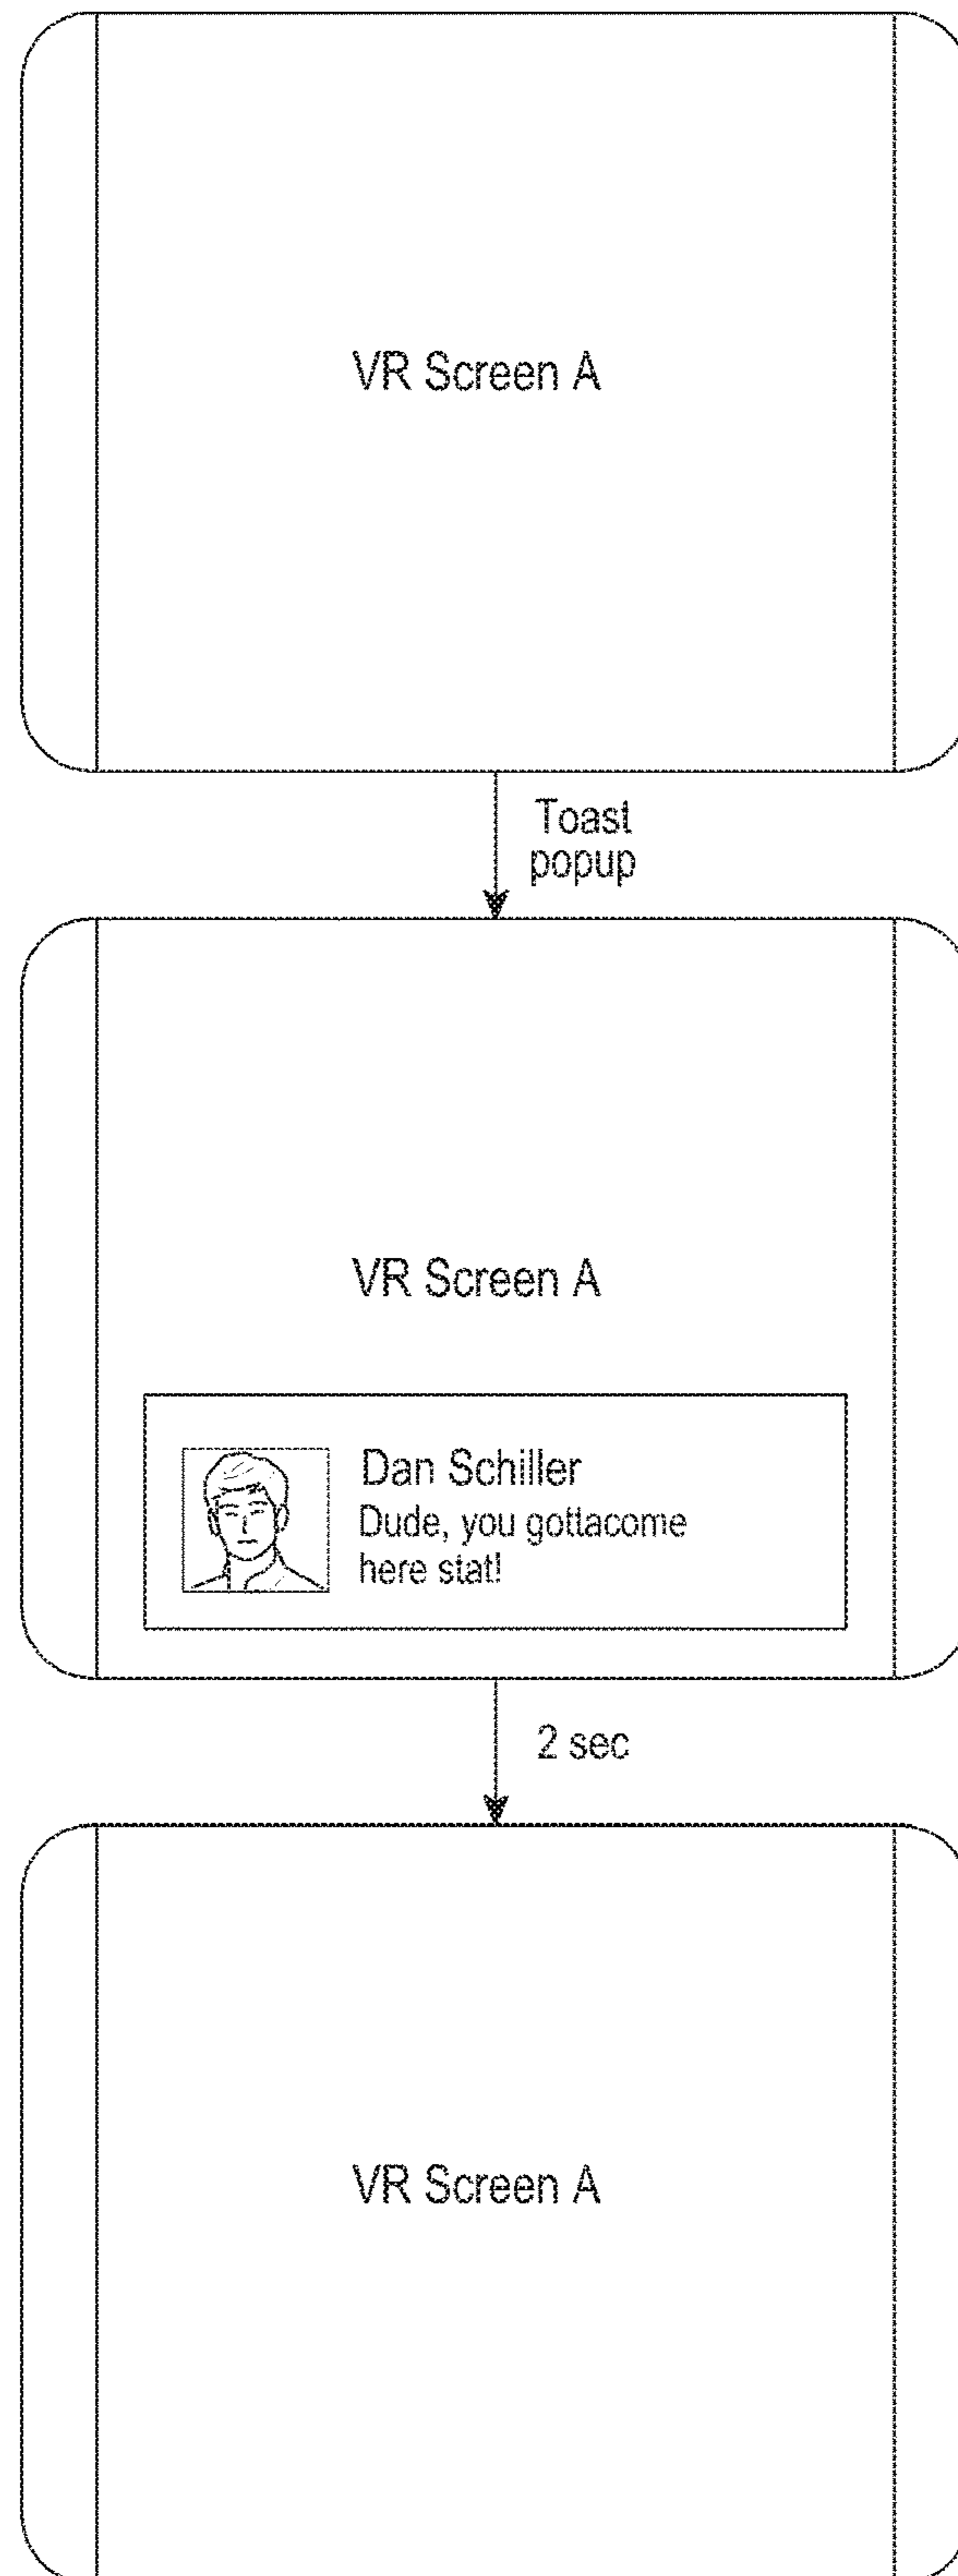 VR Screen A
Toast
popup
VR Screen A
Dan Schiller
Dude, you gottacome
here stat!
2 sec
VR Screen A